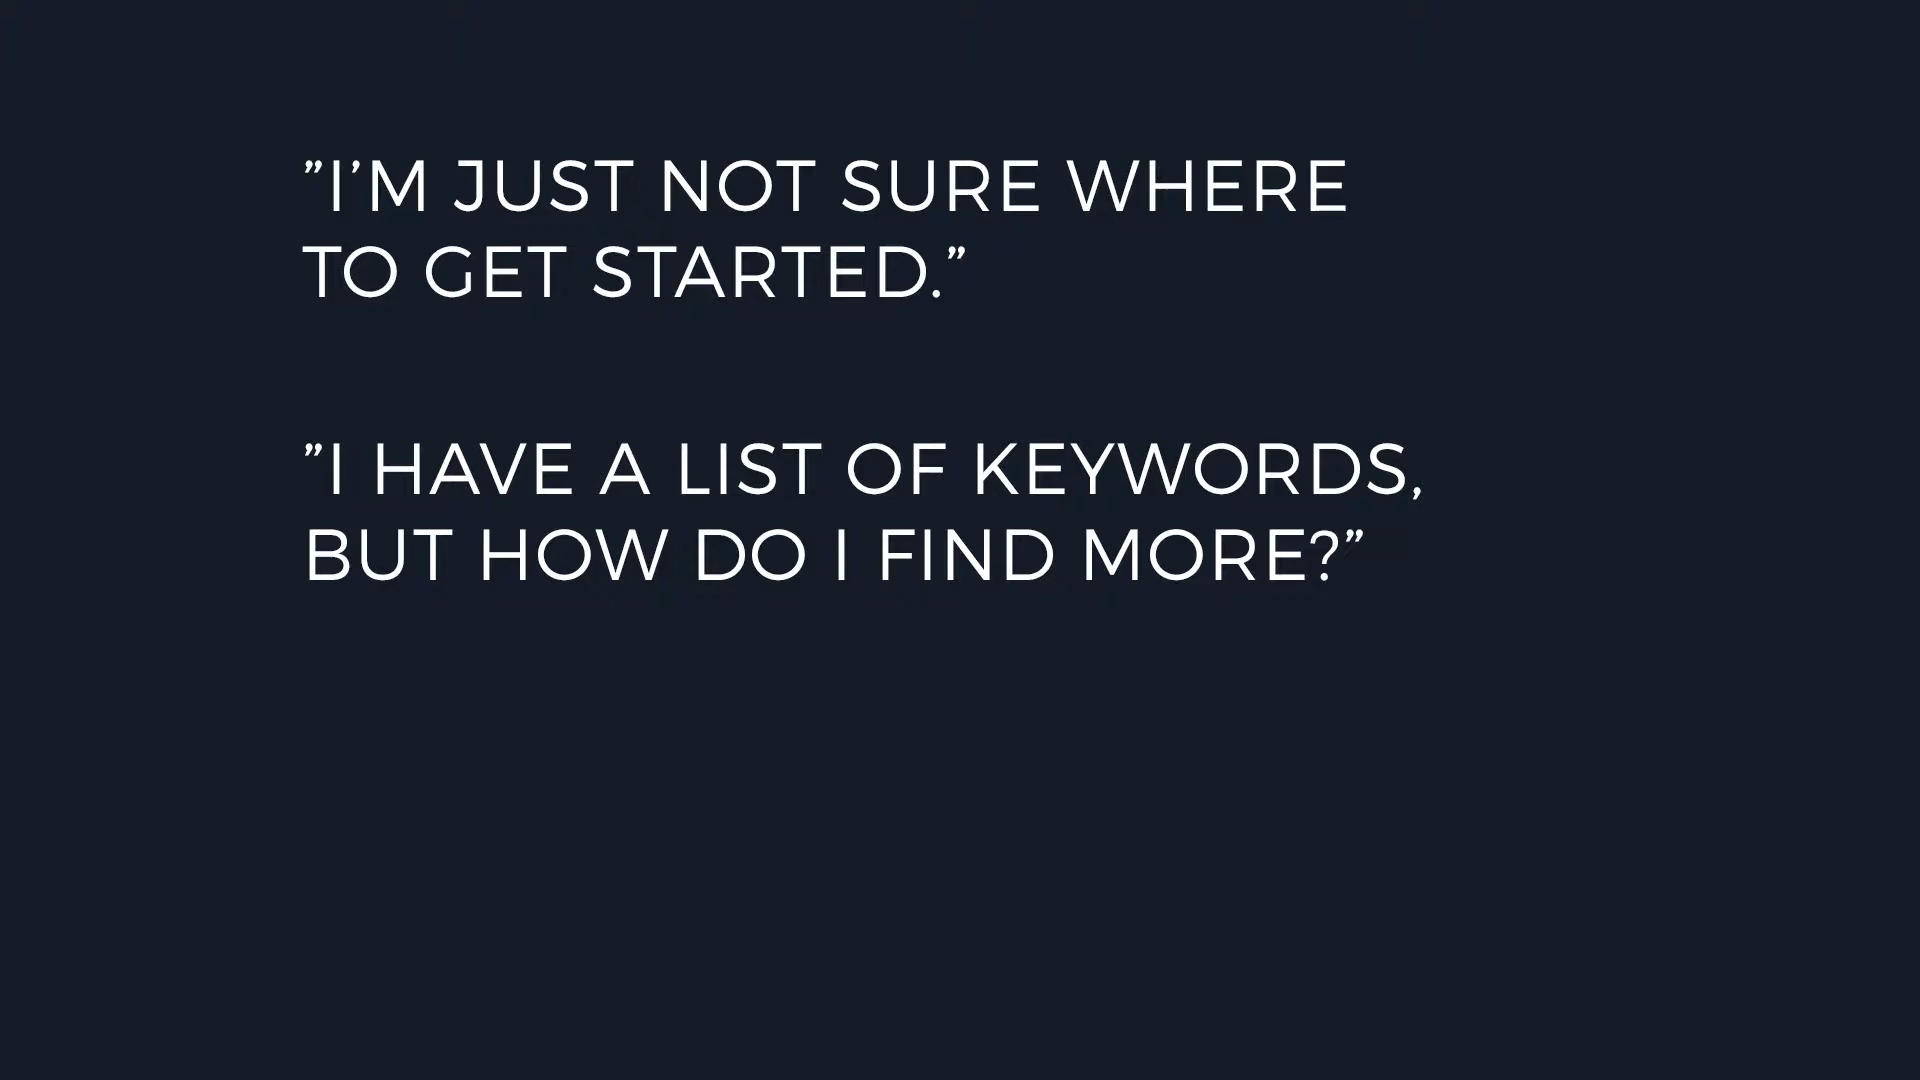 ”I’M JUST NOT SURE WHERE
TO GET STARTED.”
”I HAVE A LIST OF KEYWORDS,
BUT HOW DO I FIND MORE?”